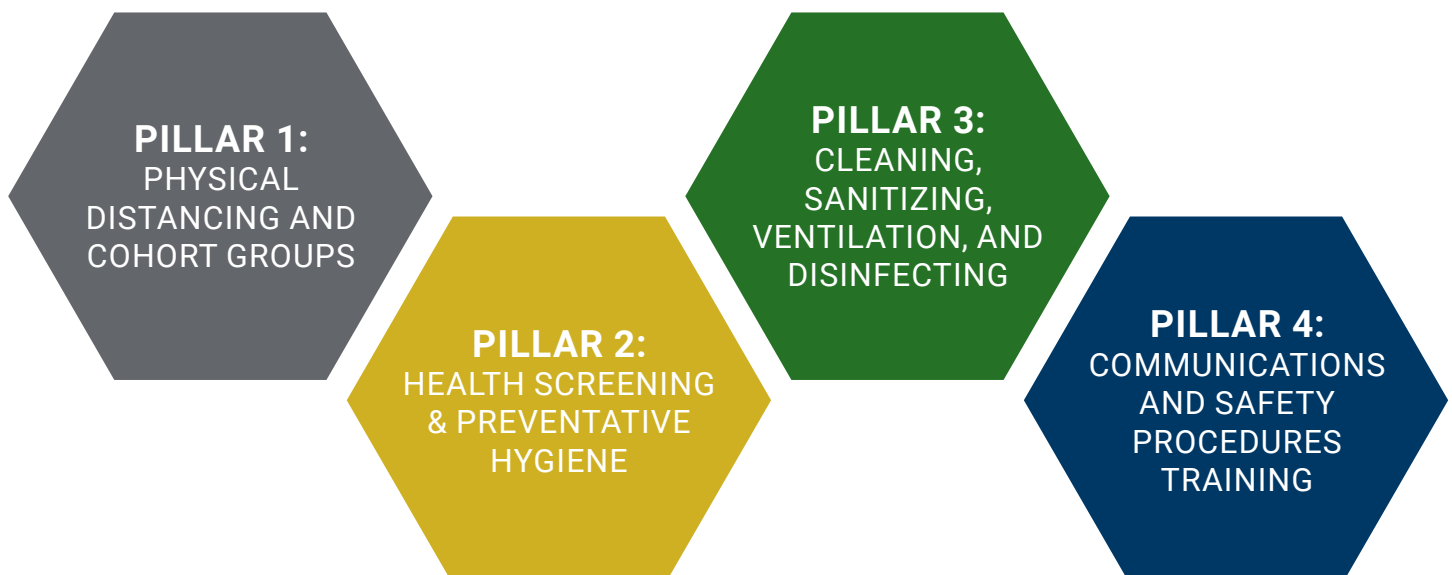 PILLAR 1:
PHYSICAL
DISTANCING AND
COHORT GROUPS
PILLAR 2:
HEALTH SCREENING
& PREVENTATIVE
HYGIENE
PILLAR 3:
CLEANING,
SANITIZING,
VENTILATION, AND
DISINFECTING
PILLAR 4:
COMMUNICATIONS
AND SAFETY
PROCEDURES
TRAINING